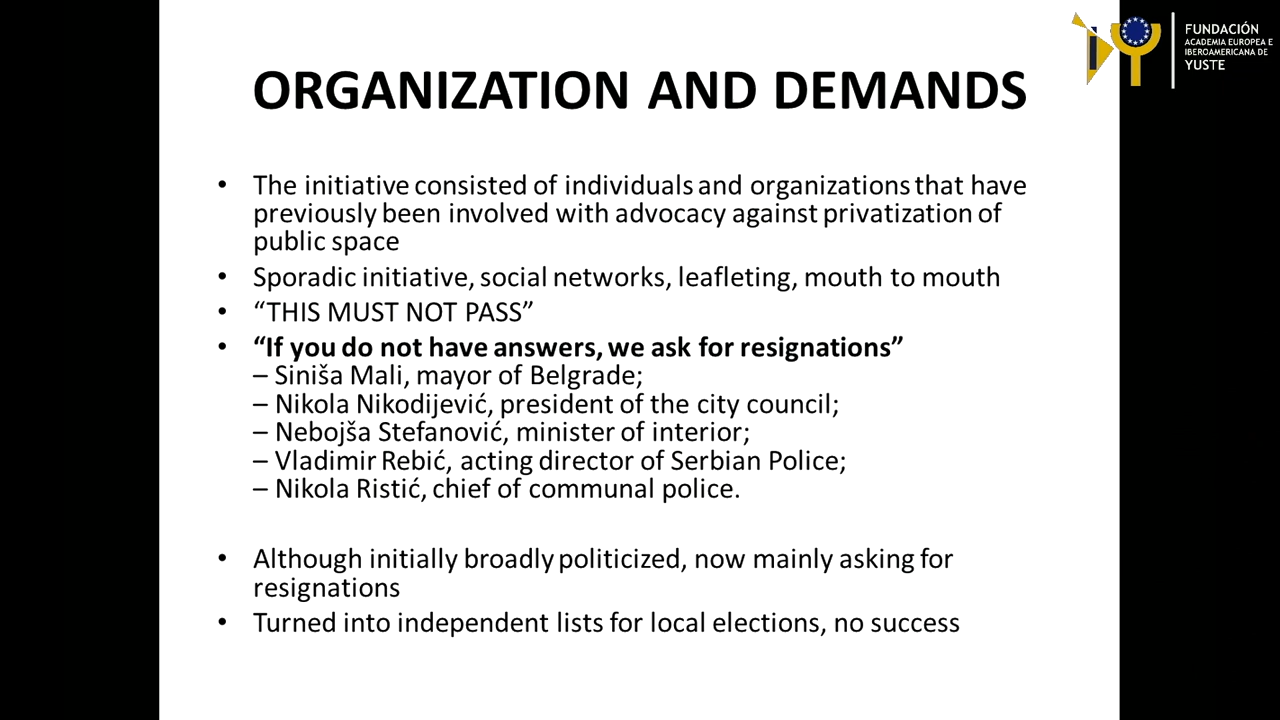 FUNDACIÓN
ACADEMIA EUROPEA E
IBEROAMERICANA DE
YUSTE
ORGANIZATION AND DEMANDS
• The initiative consisted of individuals and organizations that have
previously been involved with advocacy against privatization of
public space
• Sporadic initiative, social networks, leafleting, mouth to mouth
• “THIS MUST NOT PASS”
• “If you do not have answers, we ask for resignations”
– Siniša Mali, mayor of Belgrade;
– Nikola Nikodijević, president of the city council;
– Nebojša Stefanović, minister of interior;
– Vladimir Rebić, acting director of Serbian Police;
– Nikola Ristić, chief of communal police.
• Although initially broadly politicized, now mainly asking for
resignations
• Turned into independent lists for local elections, no success